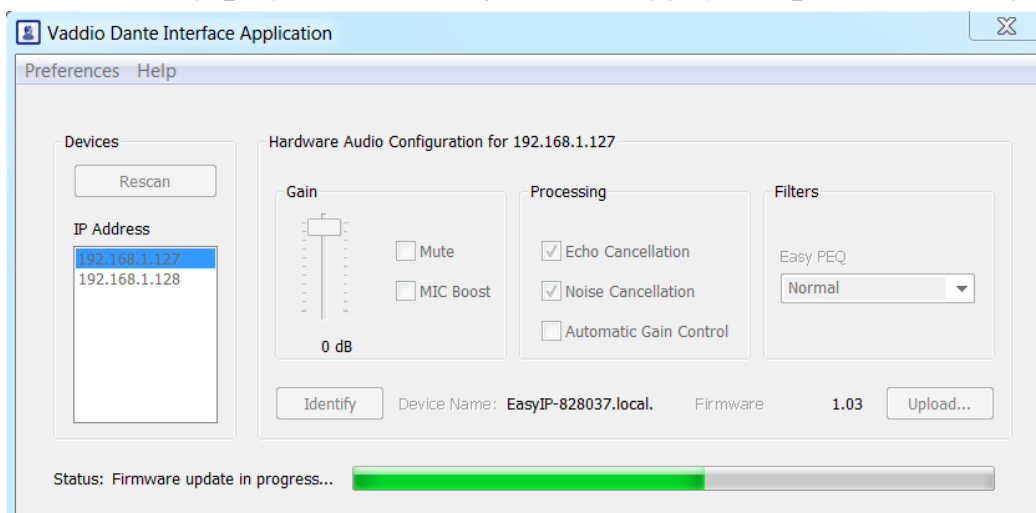 Vaddio Dante Interface Application
Preferences Help
Devices
Rescan
IP Address
192.168.1.127
192.168.1.128
Hardware Audio Configuration for 192.168.1.127
Gain
0 dB
Mute
MIC Boost
Processing
Echo Cancellation
Noise Cancellation
Automatic Gain Control
Filters
Easy PEQ
Normal
Identify Device Name: EasyIP-828037.local. Firmware 1.03 Upload...
Status: Firmware update in progress...